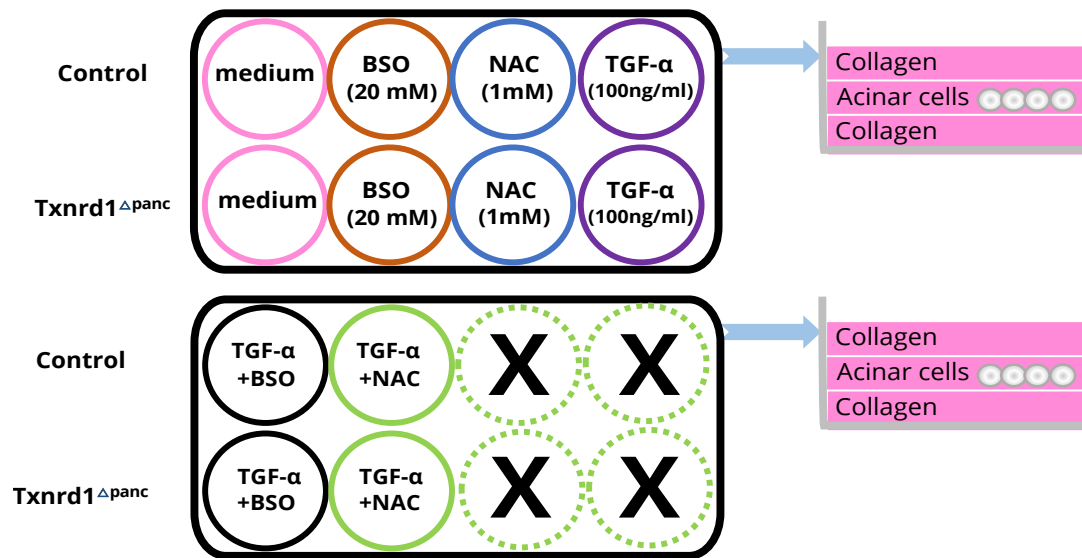 Control
medium
BSO
(20 mM)
NAC
(1mM)
TGF-α
(100ng/ml)
Collagen
Acinar cells
Collagen
Txnrd1△panc
medium
BSO
(20 mM)
NAC
(1mM)
TGF-α
(100ng/ml)
Control
TGF-α
+BSO
TGF-α
+NAC
X
X
Collagen
Acinar cells
Collagen
Txnrd1△panc
TGF-α
+BSO
TGF-α
+NAC
X
X